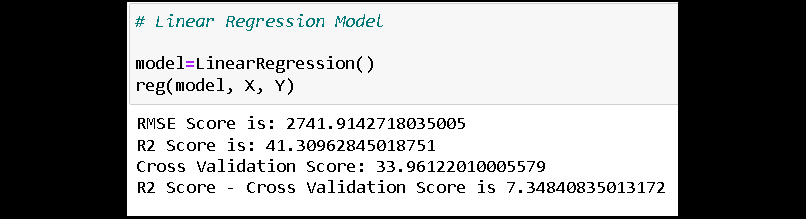 # Linear Regression Model
model=LinearRegression()
reg(model, X, Y)
RMSE Score is: 2741.9142718035005
R2 Score is: 41.30962845018751
Cross Validation Score: 33.96122010005579
R2 Score - Cross Validation Score is 7.34840835013172